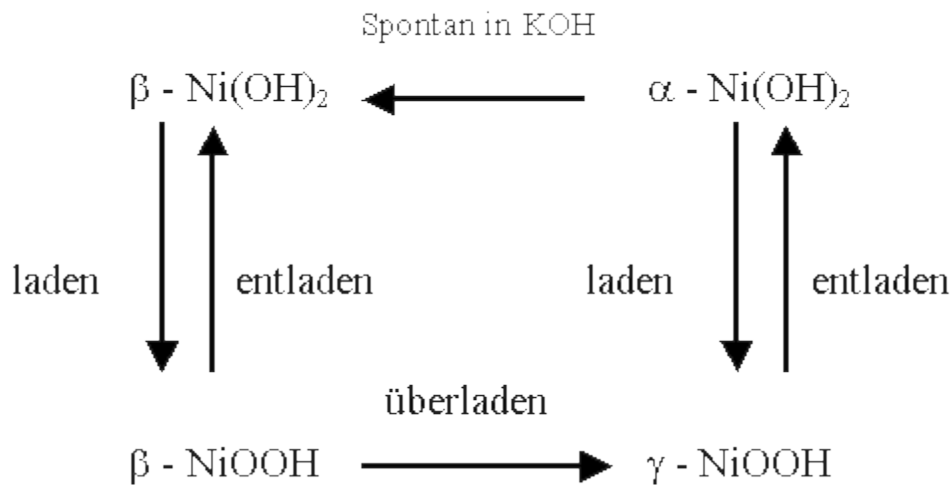 Spontan in KOH
β - Ni(OH)₂ α - Ni(OH)₂
laden entladen laden entladen
überladen
β - NiOOH γ - NiOOH